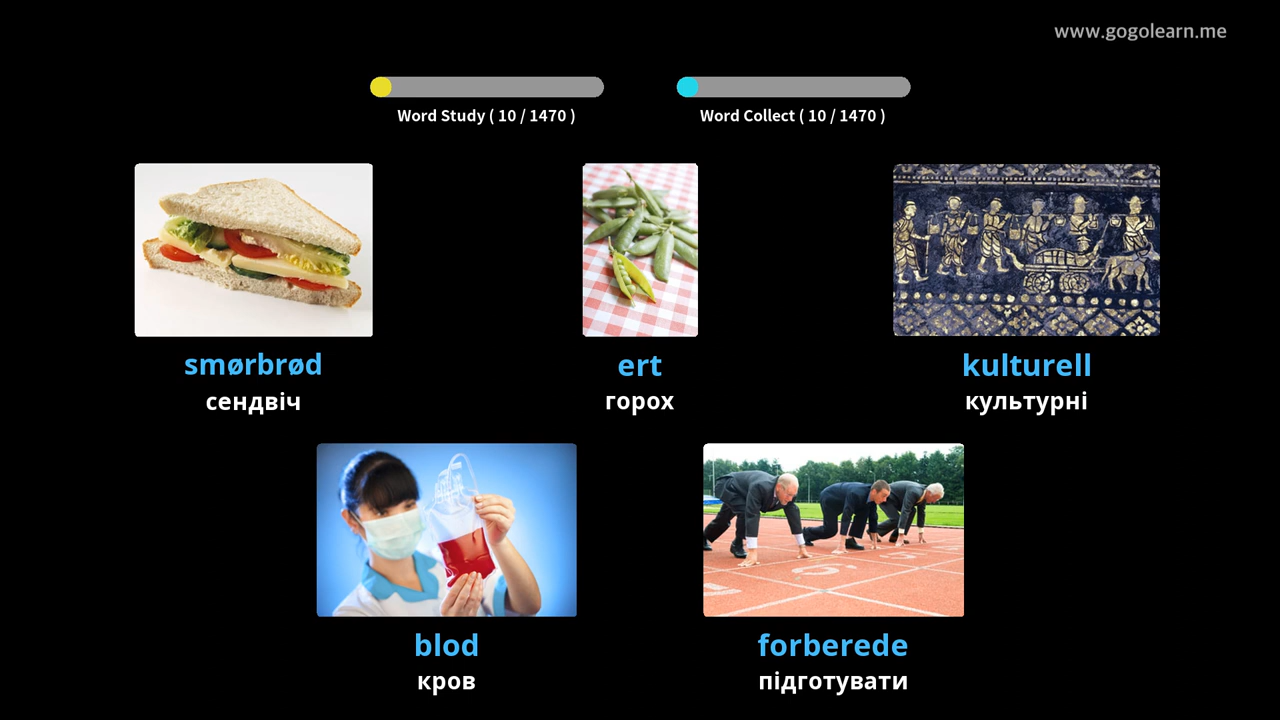 www.gogolearn.me
Word Study ( 10 / 1470 )
Word Collect ( 10 / 1470 )
smørbrød
сендвіч
ert
горох
kulturell
культурні
blod
кров
forberede
підготувати